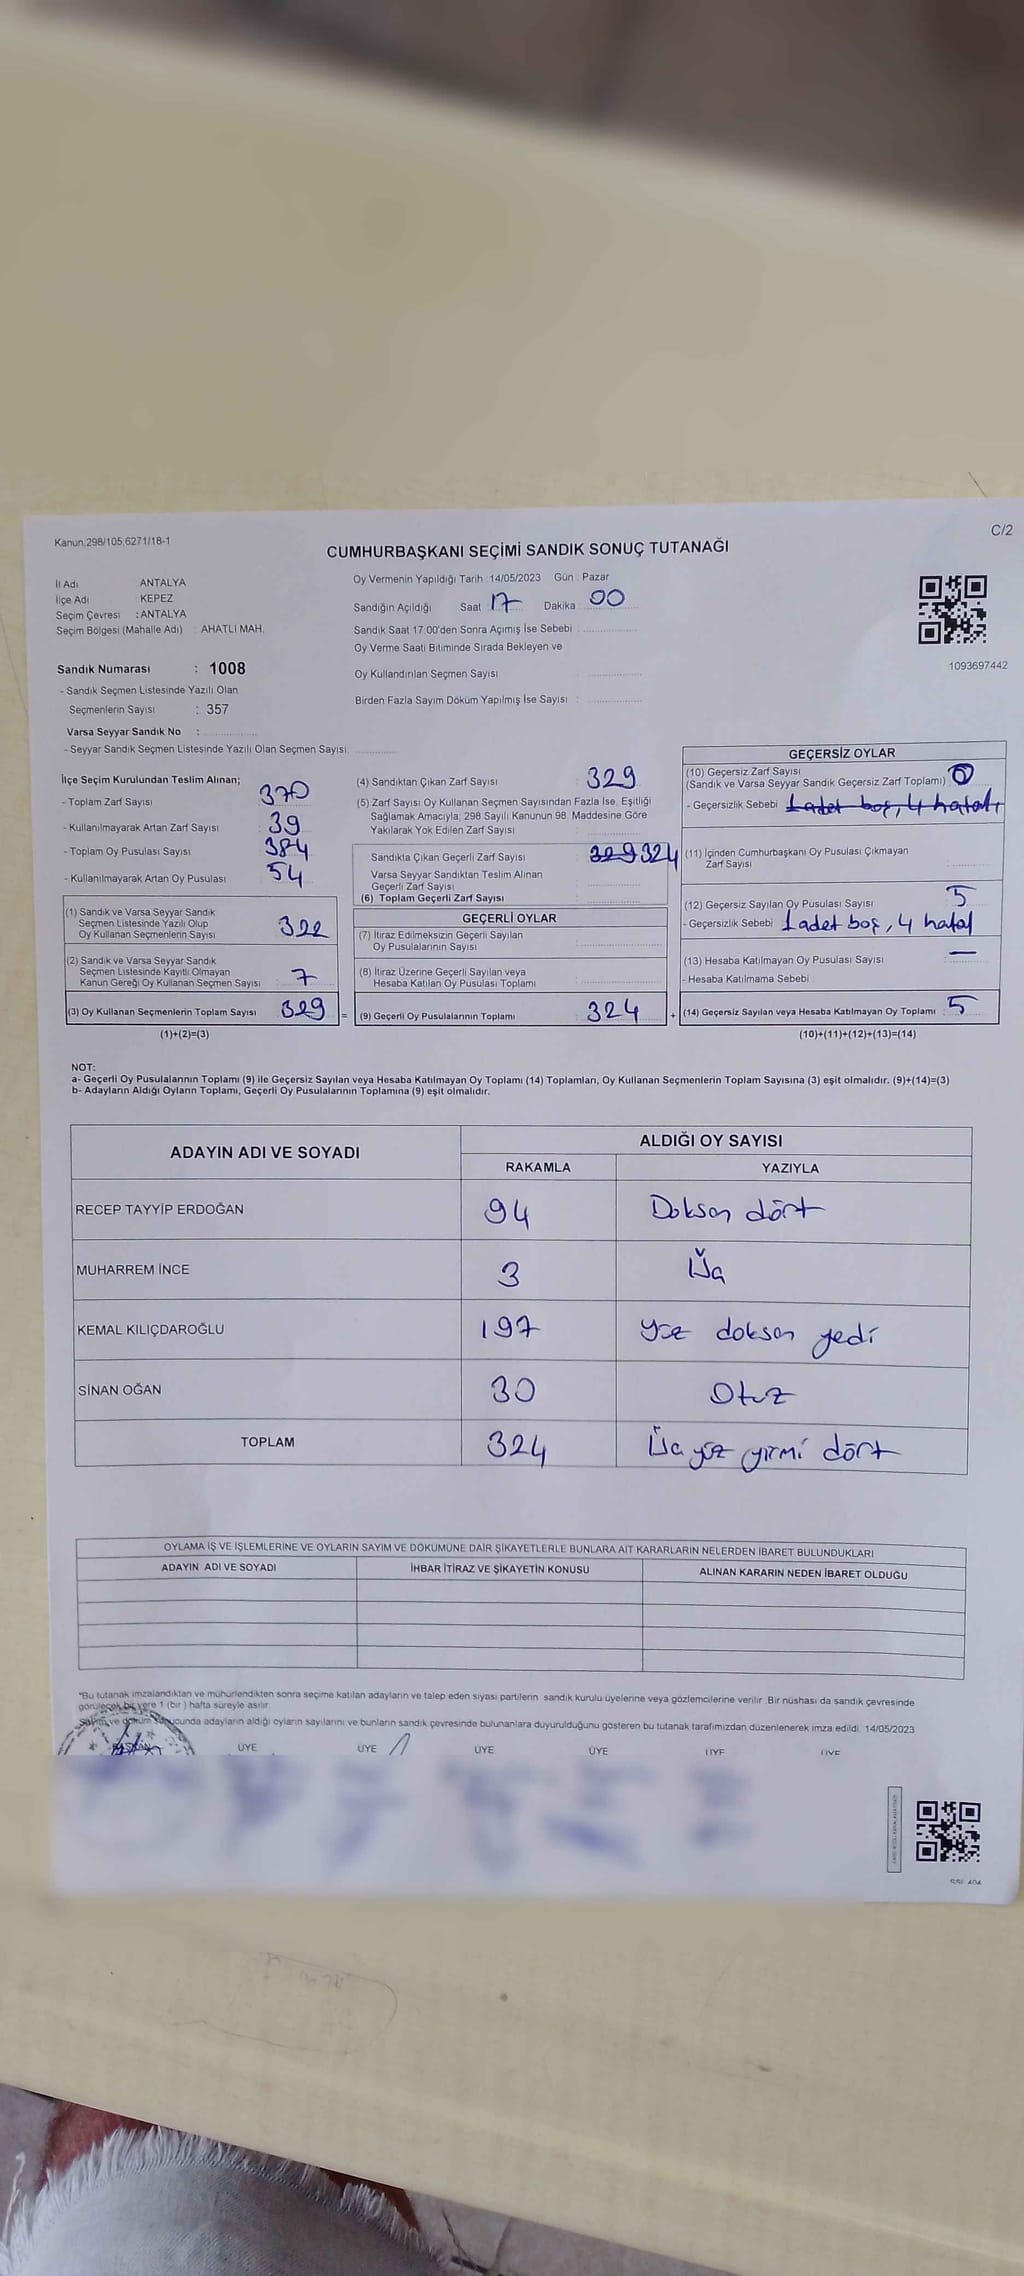 Kanun:298/105,6271/18-1
C/2
CUMHURBAŞKANI SEÇİMİ SANDIK SONUÇ TUTANAĞI
İl Adı ANTALYA
İlçe Adı : KEPEZ
Seçim Çevresi : ANTALYA
Seçim Bölgesi (Mahalle Adı) : AHATLI MAH.
Sandık Numarası : 1008
- Sandık Seçmen Listesinde Yazılı Olan
Seçmenlerin Sayısı : 357
Varsa Seyyar Sandık No :
- Seyyar Sandık Seçmen Listesinde Yazılı Olan Seçmen Sayısı:
Oy Vermenin Yapıldığı Tarih : 14/05/2023 Gün : Pazar
Sandığın Açıldığı Saat : 17 Dakika : 00
Sandık Saat 17.00'den Sonra Açımış İse Sebebi :
Oy Verme Saati Bitiminde Sırada Bekleyen ve
Oy Kullandırılan Seçmen Sayısı :
Birden Fazla Sayım Döküm Yapılmış İse Sayısı :
1093697442
İlçe Seçim Kurulundan Teslim Alınan;
- Toplam Zarf Sayısı : 370
- Kullanılmayarak Artan Zarf Sayısı : 39
- Toplam Oy Pusulası Sayısı : 384
- Kullanılmayarak Artan Oy Pusulası : 54
(1) Sandık ve Varsa Seyyar Sandık
Seçmen Listesinde Yazılı Olup
Oy Kullanan Seçmenlerin Sayısı : 322
(2) Sandık ve Varsa Seyyar Sandık
Seçmen Listesinde Kayıtlı Olmayan
Kanun Gereği Oy Kullanan Seçmen Sayısı : 7
(3) Oy Kullanan Seçmenlerin Toplam Sayısı : 329
(1)+(2)=(3)
=
(4) Sandıktan Çıkan Zarf Sayısı : 329
(5) Zarf Sayısı Oy Kullanan Seçmen Sayısından Fazla İse, Eşitliği
Sağlamak Amacıyla; 298 Sayılı Kanunun 98. Maddesine Göre
Yakılarak Yok Edilen Zarf Sayısı :
Sandıkta Çıkan Geçerli Zarf Sayısı : 329 324
Varsa Seyyar Sandıktan Teslim Alınan
Geçerli Zarf Sayısı :
(6) Toplam Geçerli Zarf Sayısı :
GEÇERLİ OYLAR
(7) İtiraz Edilmeksizin Geçerli Sayılan
Oy Pusulalarının Sayısı :
(8) İtiraz Üzerine Geçerli Sayılan veya
Hesaba Katılan Oy Pusulası Toplamı :
(9) Geçerli Oy Pusulalarının Toplamı : 324
+
GEÇERSİZ OYLAR
(10) Geçersiz Zarf Sayısı
(Sandık ve Varsa Seyyar Sandık Geçersiz Zarf Toplamı) : 0
- Geçersizlik Sebebi : 1 adet boş, 4 hatalı
(11) İçinden Cumhurbaşkanı Oy Pusulası Çıkmayan
Zarf Sayısı :
(12) Geçersiz Sayılan Oy Pusulası Sayısı : 5
- Geçersizlik Sebebi : 1 adet boş, 4 hatal
(13) Hesaba Katılmayan Oy Pusulası Sayısı : —
- Hesaba Katılmama Sebebi :
(14) Geçersiz Sayılan veya Hesaba Katılmayan Oy Toplamı : 5
(10)+(11)+(12)+(13)=(14)
NOT:
a- Geçerli Oy Pusulalarının Toplamı (9) ile Geçersiz Sayılan veya Hesaba Katılmayan Oy Toplamı (14) Toplamları, Oy Kullanan Seçmenlerin Toplam Sayısına (3) eşit olmalıdır. (9)+(14)=(3)
b- Adayların Aldığı Oyların Toplamı, Geçerli Oy Pusulalarının Toplamına (9) eşit olmalıdır.
ADAYIN ADI VE SOYADI ALDIĞI OY SAYISI
RAKAMLA YAZIYLA
RECEP TAYYİP ERDOĞAN 94 Doksan dört
MUHARREM İNCE 3 Üç
KEMAL KILIÇDAROĞLU 197 Yüz doksan yedi
SİNAN OĞAN 30 Otuz
TOPLAM 324 Üç yüz yirmi dört
OYLAMA İŞ VE İŞLEMLERİNE VE OYLARIN SAYIM VE DÖKÜMÜNE DAİR ŞİKAYETLERLE BUNLARA AİT KARARLARIN NELERDEN İBARET BULUNDUKLARI
ADAYIN ADI VE SOYADI İHBAR İTİRAZ VE ŞİKAYETİN KONUSU ALINAN KARARIN NEDEN İBARET OLDUĞU
*Bu tutanak imzalandıktan ve mühürlendikten sonra seçime katılan adayların ve talep eden siyasi partilerin sandık kurulu üyelerine veya gözlemcilerine verilir. Bir nüshası da sandık çevresinde
görülecek bir yere 1 (bir) hafta süreyle asılır.
Sayım ve döküm sonucunda adayların aldığı oyların sayılarını ve bunların sandık çevresinde bulunanlara duyurulduğunu gösteren bu tutanak tarafımızdan düzenlenerek imza edildi. 14/05/2023
BAŞKAN ÜYE ÜYE ÜYE ÜYE ÜYE ÜYE